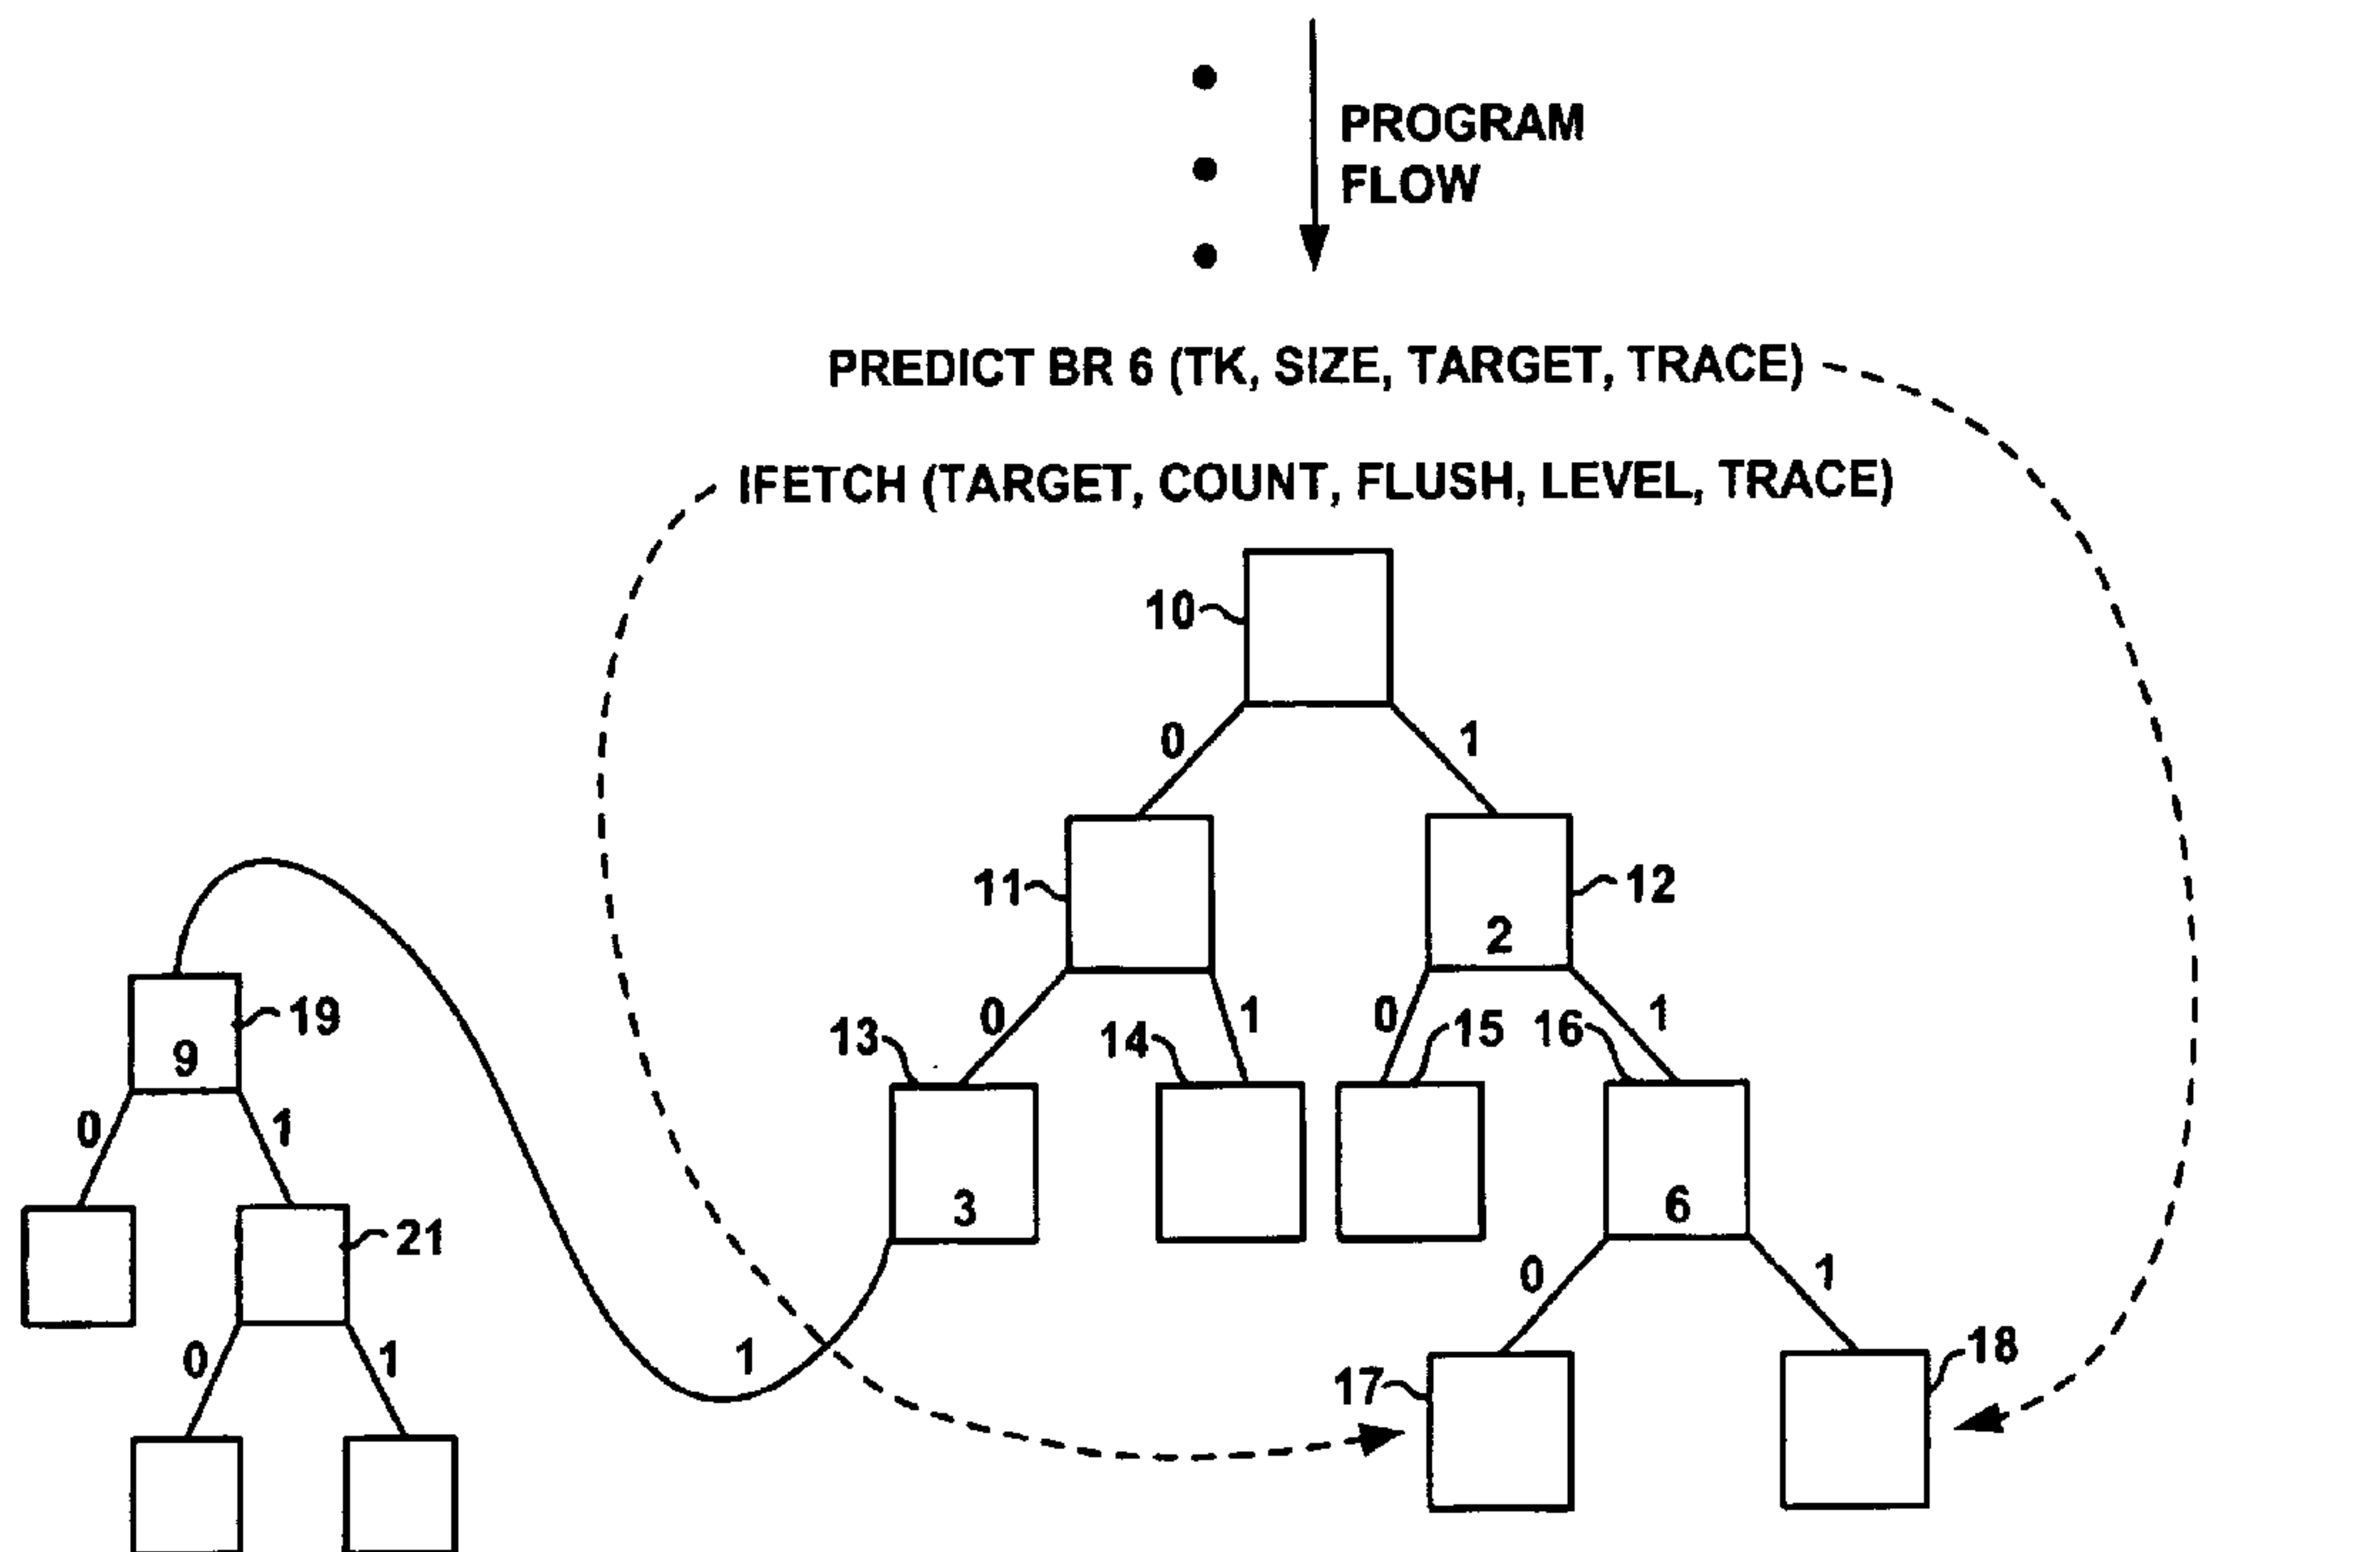 PROGRAM
FLOW
PREDICT BR 6 (TK, SIZE, TARGET, TRACE)
IFETCH (TARGET, COUNT, FLUSH, LEVEL, TRACE)
10
0 1
11 2 12
19
9
0 1
13 0 14 1 0 15 16 1
3 6
21
0 1
0 1
1
17 18